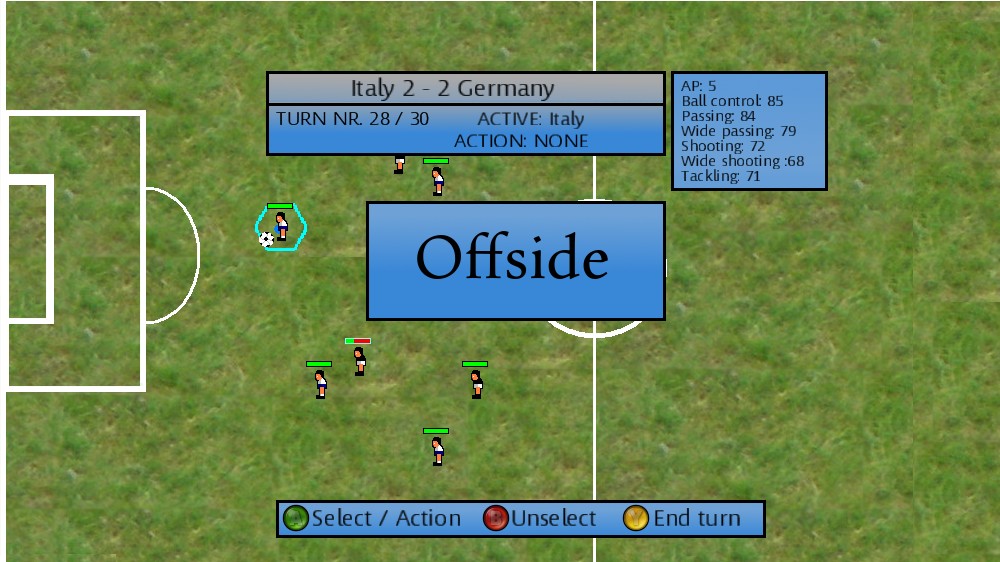 Italy 2 - 2 Germany
TURN NR. 28 / 30 ACTIVE: Italy
ACTION: NONE
AP: 5
Ball control: 85
Passing: 84
Wide passing: 79
Shooting: 72
Wide shooting :68
Tackling: 71
Offside
A Select / Action B Unselect Y End turn